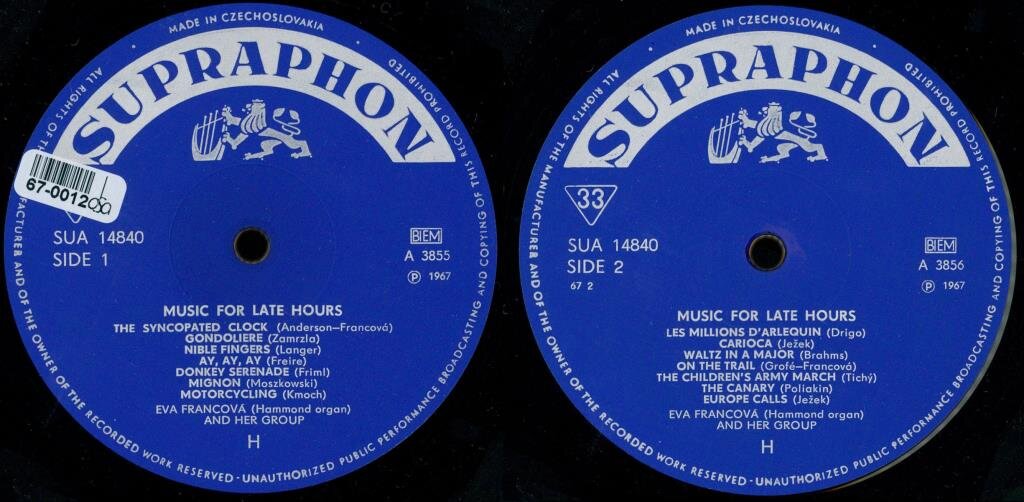 MADE IN CZECHOSLOVAKIA
ALL RIGHTS OF
FACTURER AND OF THE OWNER OF THE RECORDED WORK RESERVED - UNAUTHORIZED PUBLIC PERFORMANCE BROADCASTING AND COPYING OF THIS RECORD PROHIBITED
SUPRAPHON
67-0012
SUA 14840
SIDE 1
BIEM
A 3855
Ⓟ 1967
MUSIC FOR LATE HOURS
THE SYNCOPATED CLOCK (Anderson-Francová)
GONDOLIERE (Zamrzla)
NIBLE FINGERS (Langer)
AY, AY, AY (Freire)
DONKEY SERENADE (Friml)
MIGNON (Moszkowski)
MOTORCYCLING (Kmoch)
EVA FRANCOVÁ (Hammond organ)
AND HER GROUP
H
MADE IN CZECHOSLOVAKIA
ALL RIGHTS OF THE MANUFACTURER AND OF THE OWNER OF THE RECORDED WORK RESERVED - UNAUTHORIZED PUBLIC PERFORMANCE BROADCASTING AND COPYING OF THIS RECORD PROHIBITED
SUPRAPHON
33
SUA 14840
SIDE 2
67 2
BIEM
A 3856
Ⓟ 1967
MUSIC FOR LATE HOURS
LES MILLIONS D'ARLEQUIN (Drigo)
CARIOCA (Ježek)
WALTZ IN A MAJOR (Brahms)
ON THE TRAIL (Grofé-Francová)
THE CHILDREN'S ARMY MARCH (Tichý)
THE CANARY (Poliakin)
EUROPE CALLS (Ježek)
EVA FRANCOVÁ (Hammond organ)
AND HER GROUP
H